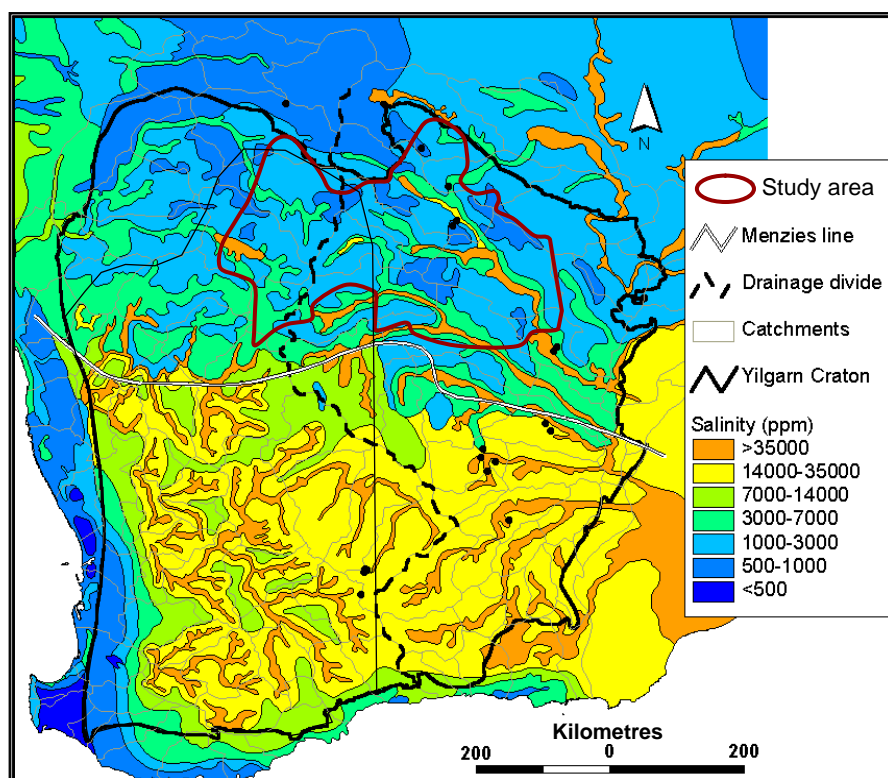 N
Study area
Menzies line
Drainage divide
Catchments
Yilgarn Craton
Salinity (ppm)
>35000
14000-35000
7000-14000
3000-7000
1000-3000
500-1000
<500
Kilometres
200 0 200